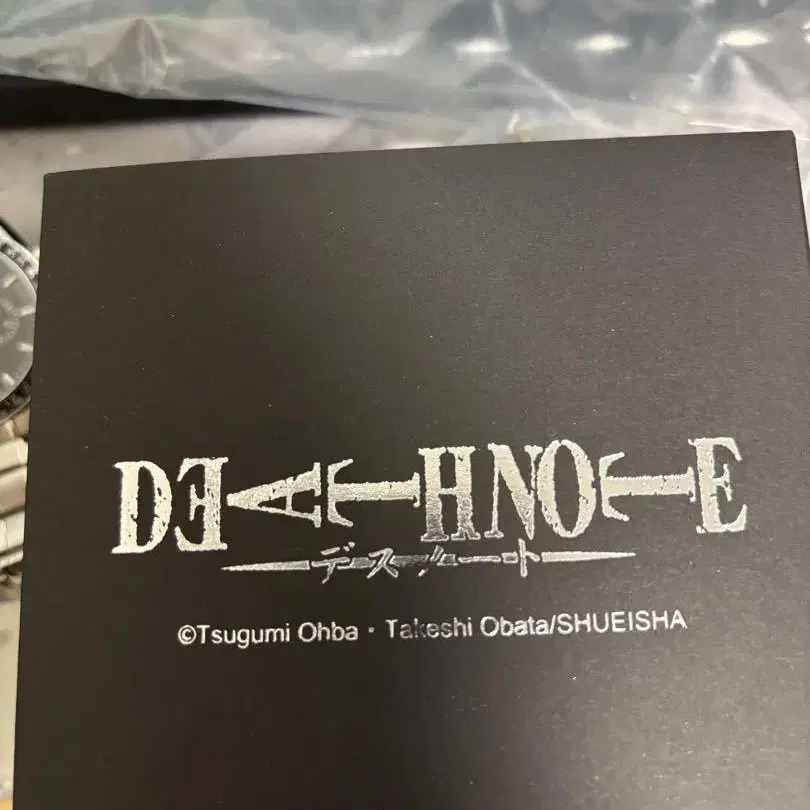 DEATHNOTE
デスノート
©Tsugumi Ohba・Takeshi Obata/SHUEISHA